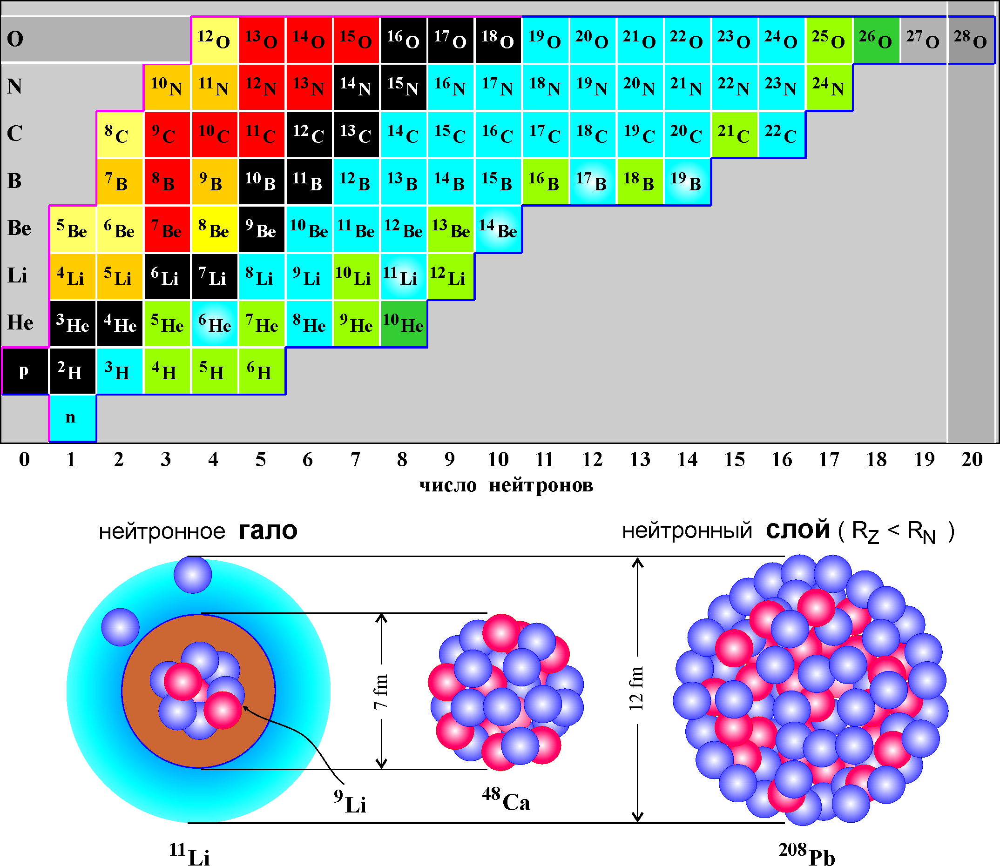 O 12O 13O 14O 15O 16O 17O 18O 19O 20O 21O 22O 23O 24O 25O 26O 27O 28O
N 10N 11N 12N 13N 14N 15N 16N 17N 18N 19N 20N 21N 22N 23N 24N
C 8C 9C 10C 11C 12C 13C 14C 15C 16C 17C 18C 19C 20C 21C 22C
B 7B 8B 9B 10B 11B 12B 13B 14B 15B 16B 17B 18B 19B
Be 5Be 6Be 7Be 8Be 9Be 10Be 11Be 12Be 13Be 14Be
Li 4Li 5Li 6Li 7Li 8Li 9Li 10Li 11Li 12Li
He 3He 4He 5He 6He 7He 8He 9He 10He
p 2H 3H 4H 5H 6H
n
0 1 2 3 4 5 6 7 8 9 10 11 12 13 14 15 16 17 18 19 20
число нейтронов
нейтронное гало
нейтронный слой ( RZ < RN )
7 fm
12 fm
9Li
48Ca
11Li
208Pb